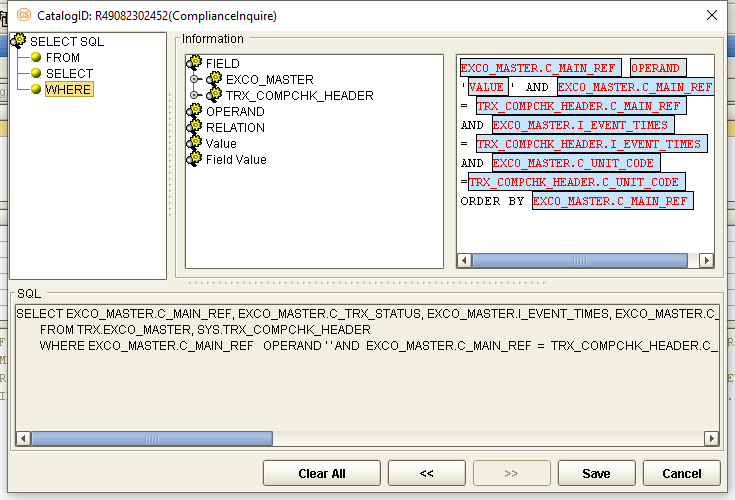 CatalogID: R49082302452(ComplianceInquire)
SELECT SQL
FROM
SELECT
WHERE
Information
FIELD
EXCO_MASTER
TRX_COMPCHK_HEADER
OPERAND
RELATION
Value
Field Value
EXCO_MASTER.C_MAIN_REF OPERAND
'VALUE' AND EXCO_MASTER.C_MAIN_REF
= TRX_COMPCHK_HEADER.C_MAIN_REF
AND EXCO_MASTER.I_EVENT_TIMES
= TRX_COMPCHK_HEADER.I_EVENT_TIMES
AND EXCO_MASTER.C_UNIT_CODE
=TRX_COMPCHK_HEADER.C_UNIT_CODE
ORDER BY EXCO_MASTER.C_MAIN_REF
SQL
SELECT EXCO_MASTER.C_MAIN_REF, EXCO_MASTER.C_TRX_STATUS, EXCO_MASTER.I_EVENT_TIMES, EXCO_MASTER.C_
FROM TRX.EXCO_MASTER, SYS.TRX_COMPCHK_HEADER
WHERE EXCO_MASTER.C_MAIN_REF OPERAND '' AND EXCO_MASTER.C_MAIN_REF = TRX_COMPCHK_HEADER.C_
Clear All
<<
>>
Save
Cancel